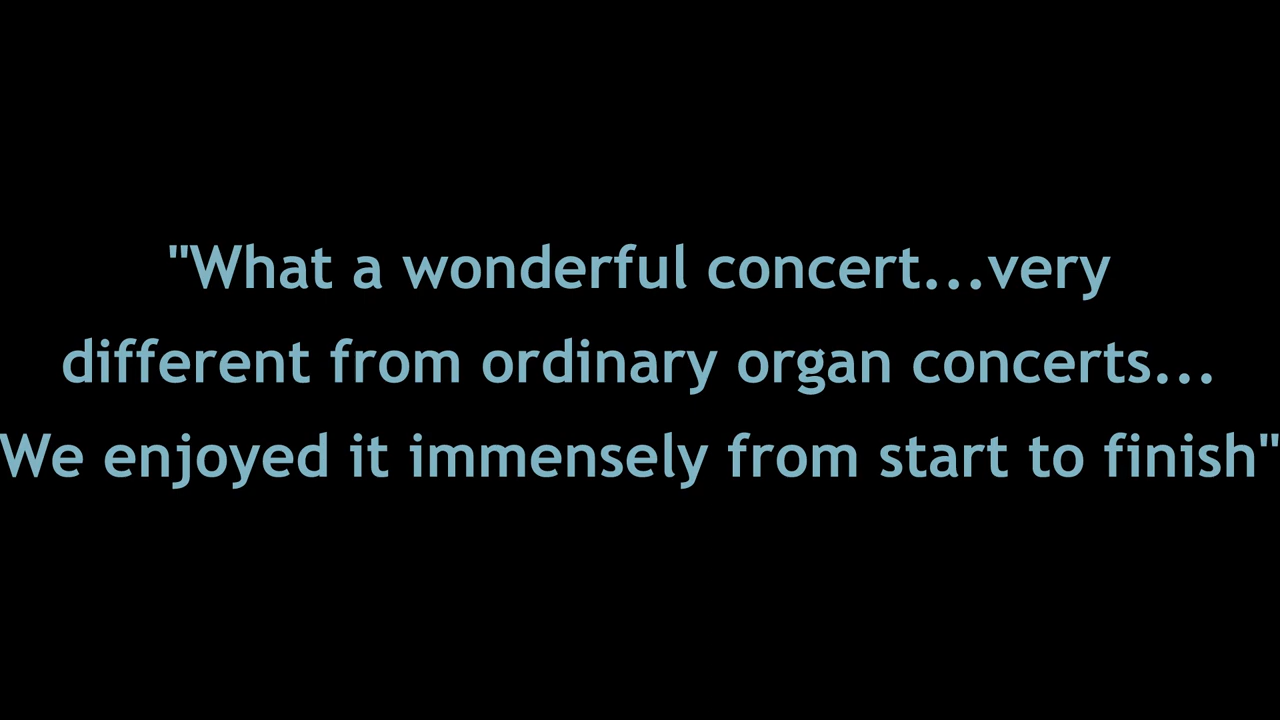 "What a wonderful concert...very
different from ordinary organ concerts...
We enjoyed it immensely from start to finish"